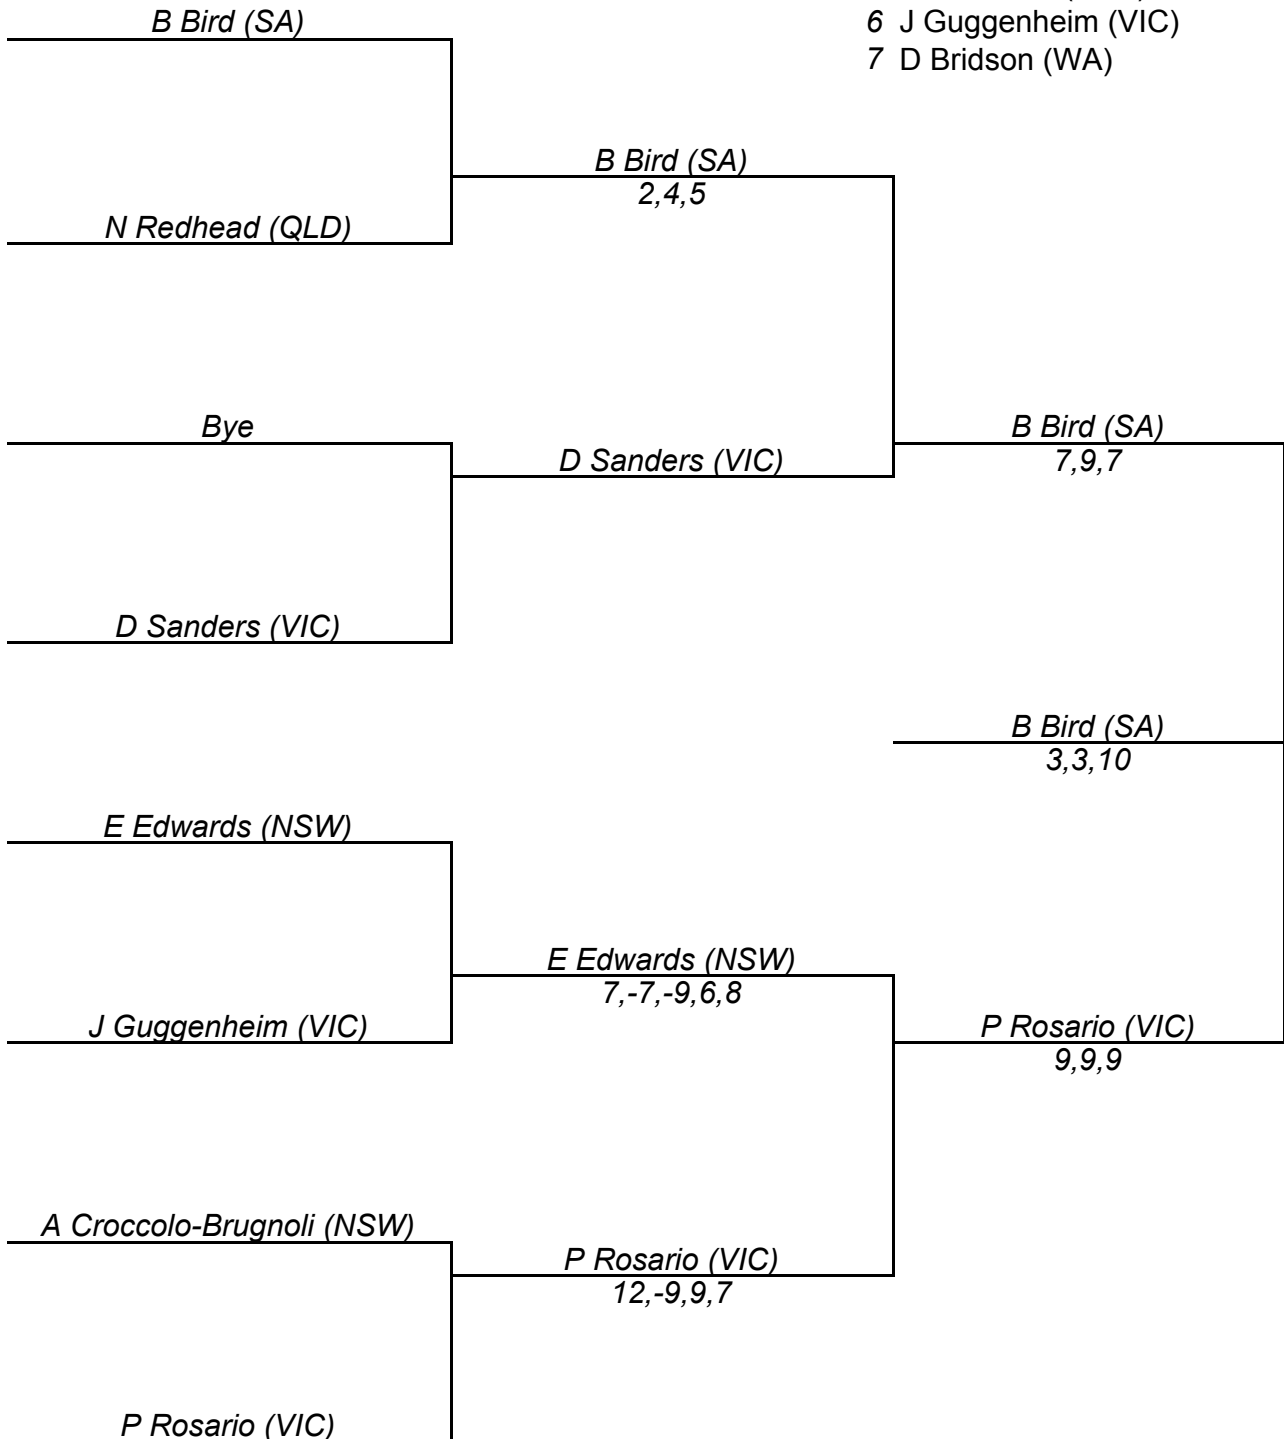 B Bird (SA)
6 J Guggenheim (VIC)
7 D Bridson (WA)
B Bird (SA)
2,4,5
N Redhead (QLD)
Bye
B Bird (SA)
7,9,7
D Sanders (VIC)
D Sanders (VIC)
B Bird (SA)
3,3,10
E Edwards (NSW)
E Edwards (NSW)
7,-7,-9,6,8
J Guggenheim (VIC)
P Rosario (VIC)
9,9,9
A Croccolo-Brugnoli (NSW)
P Rosario (VIC)
12,-9,9,7
P Rosario (VIC)